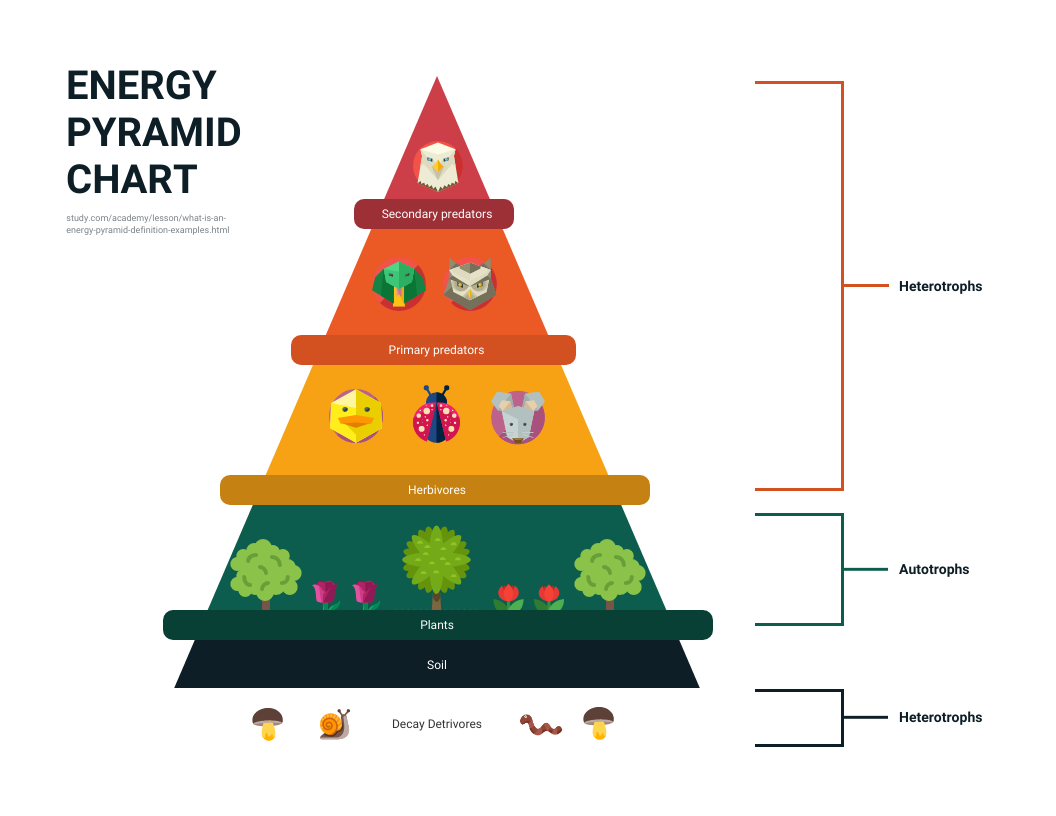 ENERGY
PYRAMID
CHART
study.com/academy/lesson/what-is-an-
energy-pyramid-definition-examples.html
Secondary predators
Primary predators
Herbivores
Plants
Soil
Decay Detrivores
Heterotrophs
Autotrophs
Heterotrophs